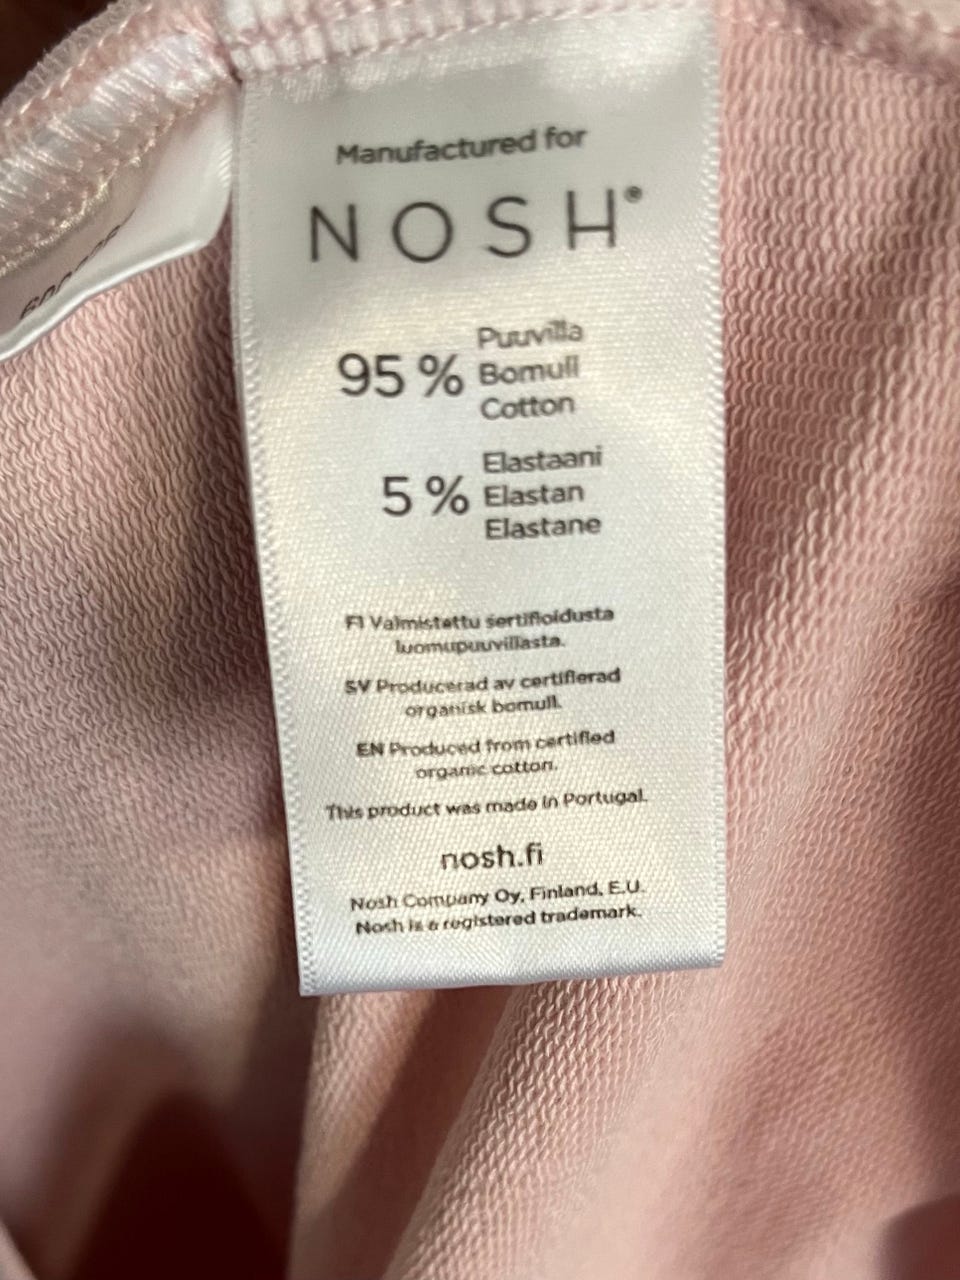 Manufactured for
NOSH®
95 % Puuvilla
Bomull
Cotton
5 % Elastaani
Elastan
Elastane
FI Valmistettu sertifioidusta
luomupuuvillasta.
SV Producerad av certifierad
organisk bomull.
EN Produced from certified
organic cotton.
This product was made in Portugal.
nosh.fi
Nosh Company Oy, Finland, E.U.
Nosh is a registered trademark.